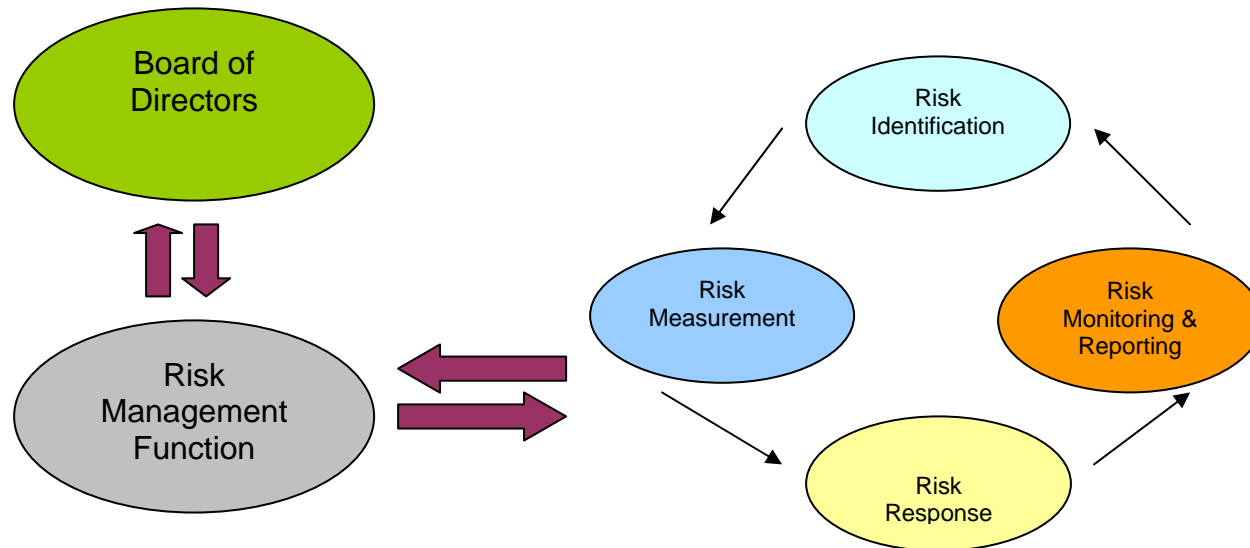 Board of
Directors
Risk
Management
Function
Risk
Identification
Risk
Measurement
Risk
Monitoring &
Reporting
Risk
Response